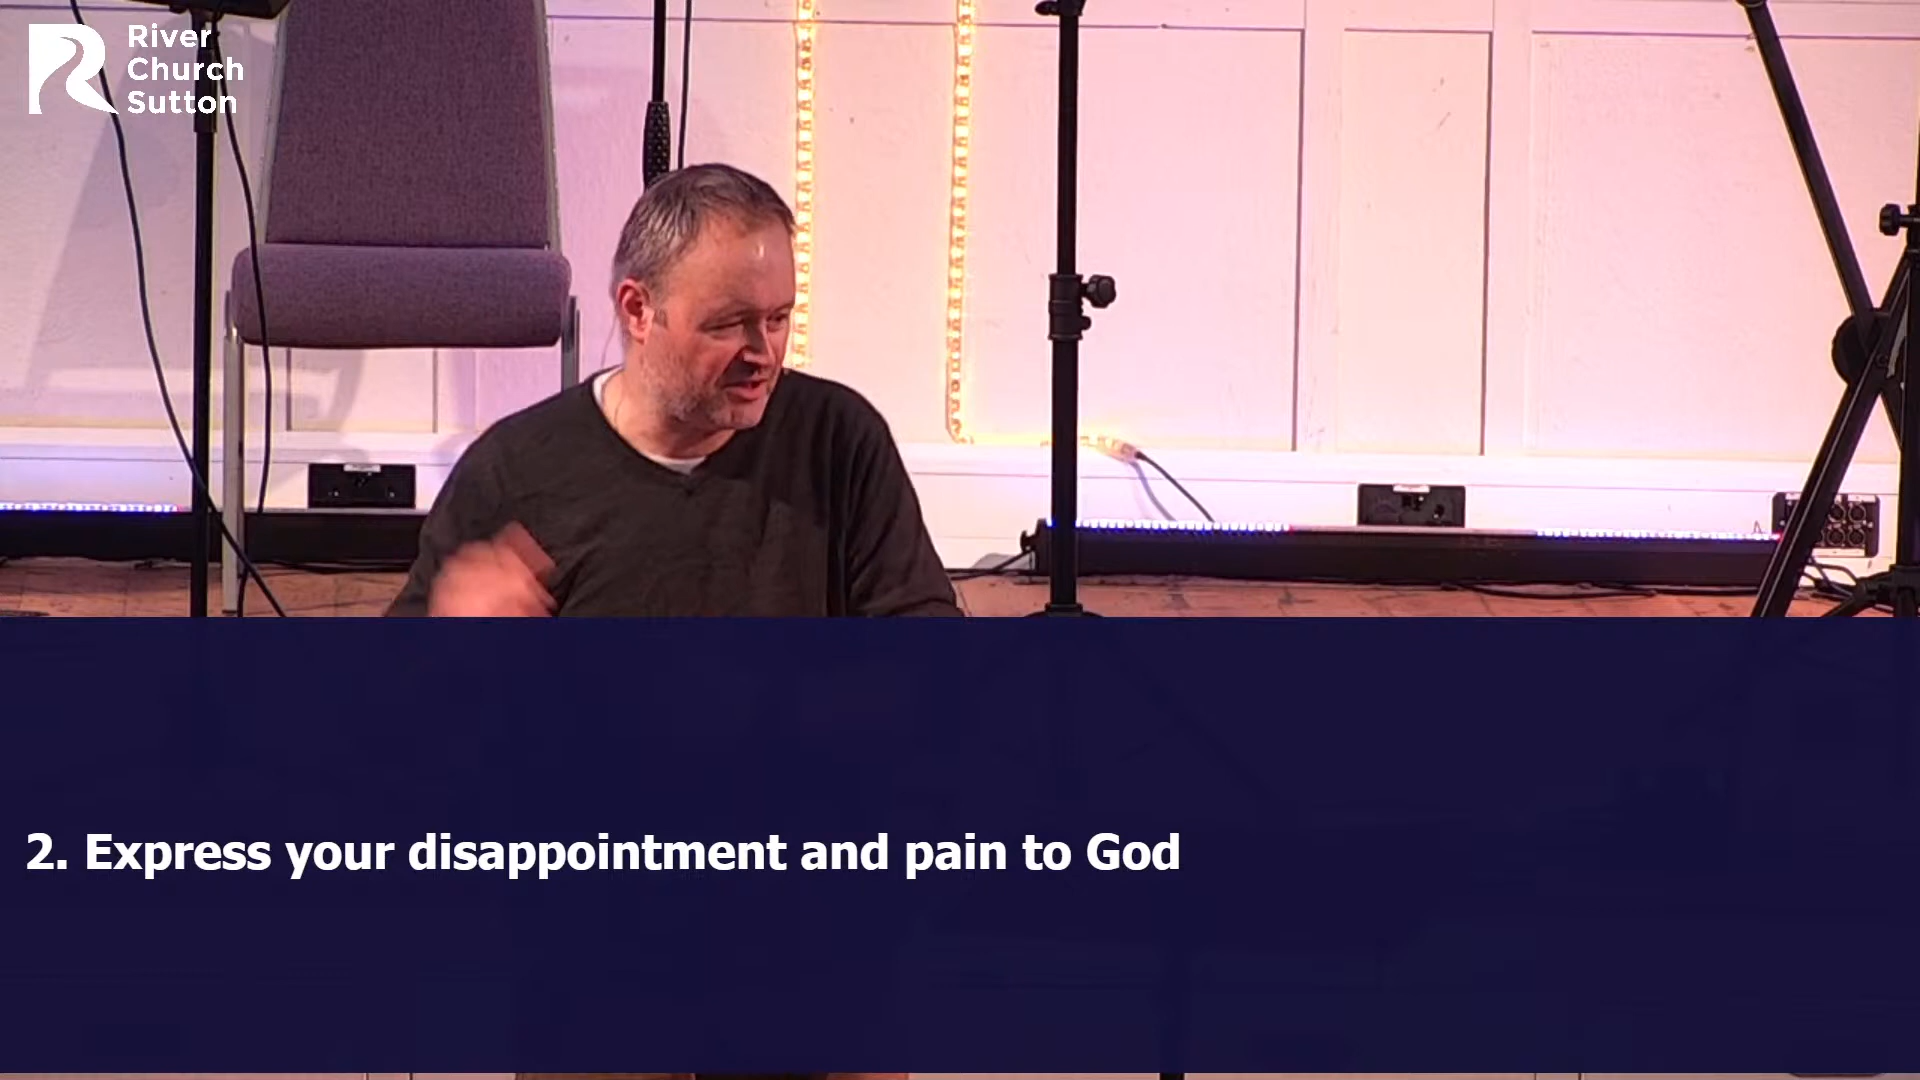 River
Church
Sutton
2. Express your disappointment and pain to God